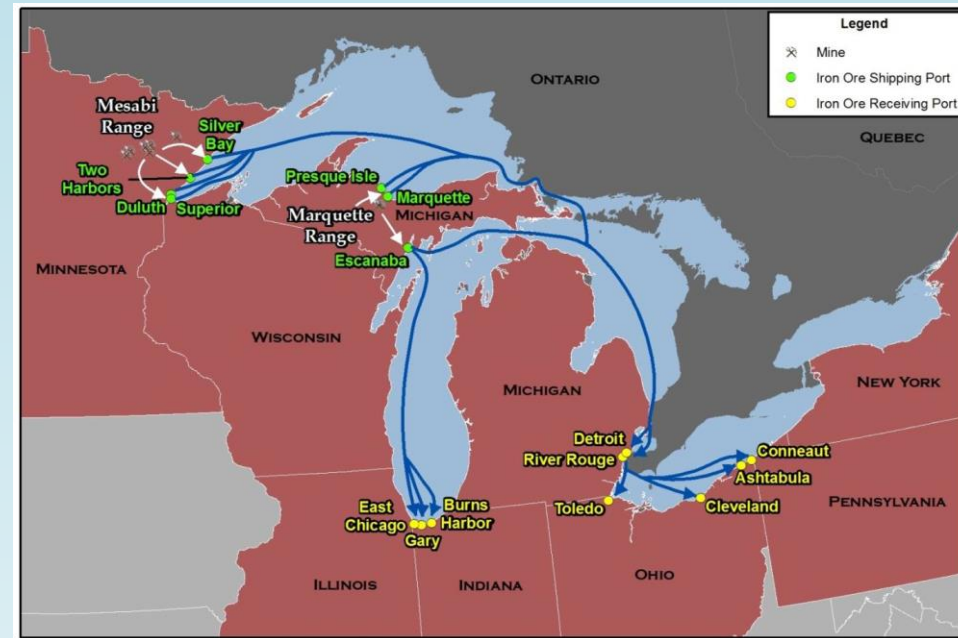 Legend
Mine
Iron Ore Shipping Port
Iron Ore Receiving Port
ONTARIO
QUEBEC
Mesabi
Range
Silver
Bay
Two
Harbors
Duluth
Superior
Presque Isle
Marquette
MICHIGAN
Marquette
Range
Escanaba
MINNESOTA
WISCONSIN
MICHIGAN
NEW YORK
Detroit
River Rouge
Conneaut
Ashtabula
PENNSYLVANIA
Toledo
Cleveland
East
Chicago
Gary
Burns
Harbor
ILLINOIS
INDIANA
OHIO